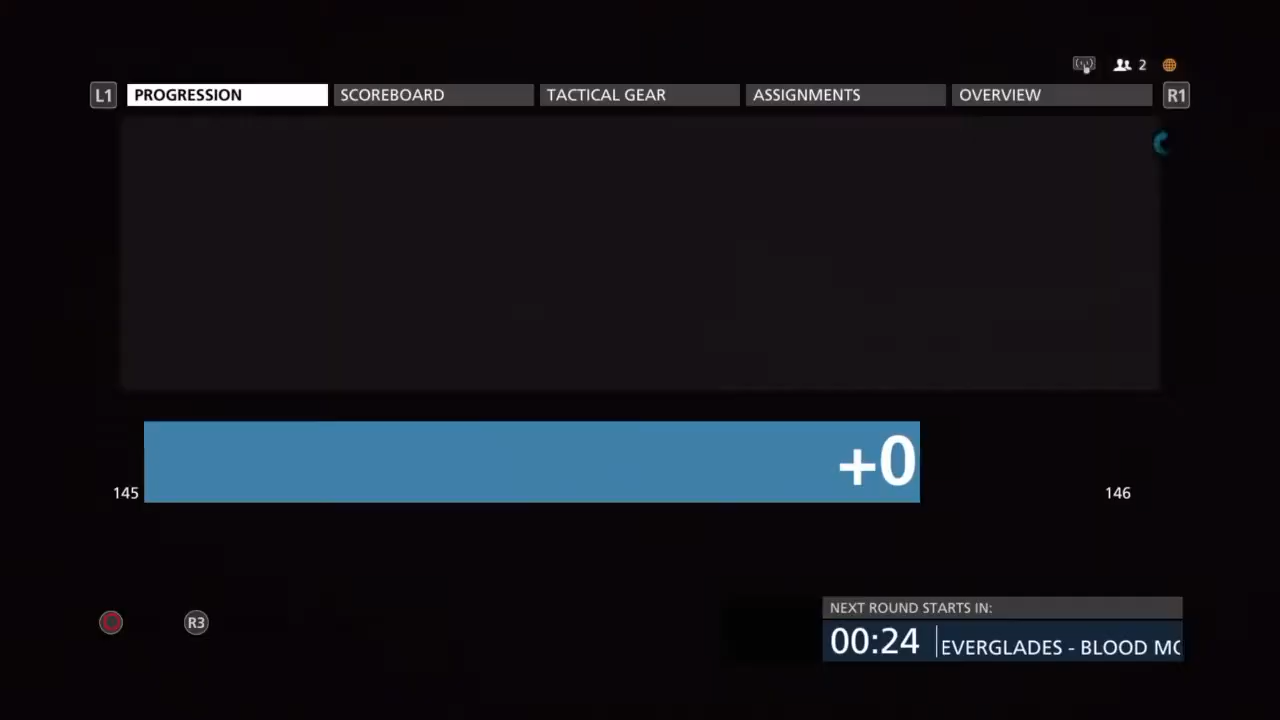 2
L1 PROGRESSION SCOREBOARD TACTICAL GEAR ASSIGNMENTS OVERVIEW R1
+0
145 146
NEXT ROUND STARTS IN:
R3
00:24 EVERGLADES - BLOOD MO